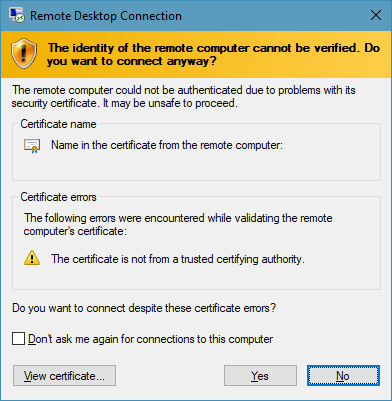 Remote Desktop Connection
The identity of the remote computer cannot be verified. Do
you want to connect anyway?
The remote computer could not be authenticated due to problems with its
security certificate. It may be unsafe to proceed.
Certificate name
Name in the certificate from the remote computer:
Certificate errors
The following errors were encountered while validating the remote
computer's certificate:
The certificate is not from a trusted certifying authority.
Do you want to connect despite these certificate errors?
Don't ask me again for connections to this computer
View certificate...
Yes
No